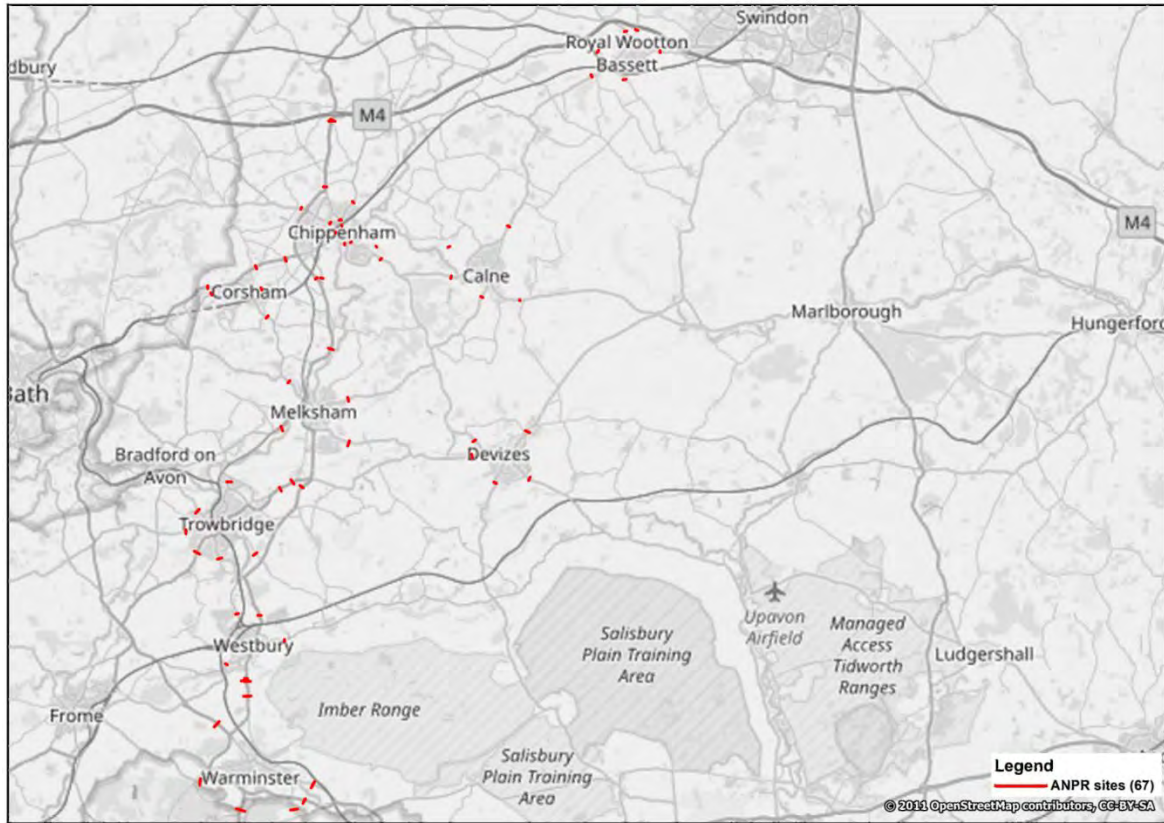 Swindon
Royal Wootton
Bassett
dbury
M4
M4
Chippenham
Calne
Corsham
Marlborough
Hungerford
Bath
Melksham
Bradford on
Avon
Devizes
Trowbridge
Upavon
Airfield
Managed
Access
Tidworth
Ranges
Salisbury
Plain Training
Area
Westbury
Ludgershall
Imber Range
Frome
Salisbury
Plain Training
Area
Warminster
Legend
ANPR sites (67)
© 2011 OpenStreetMap contributors, CC-BY-SA